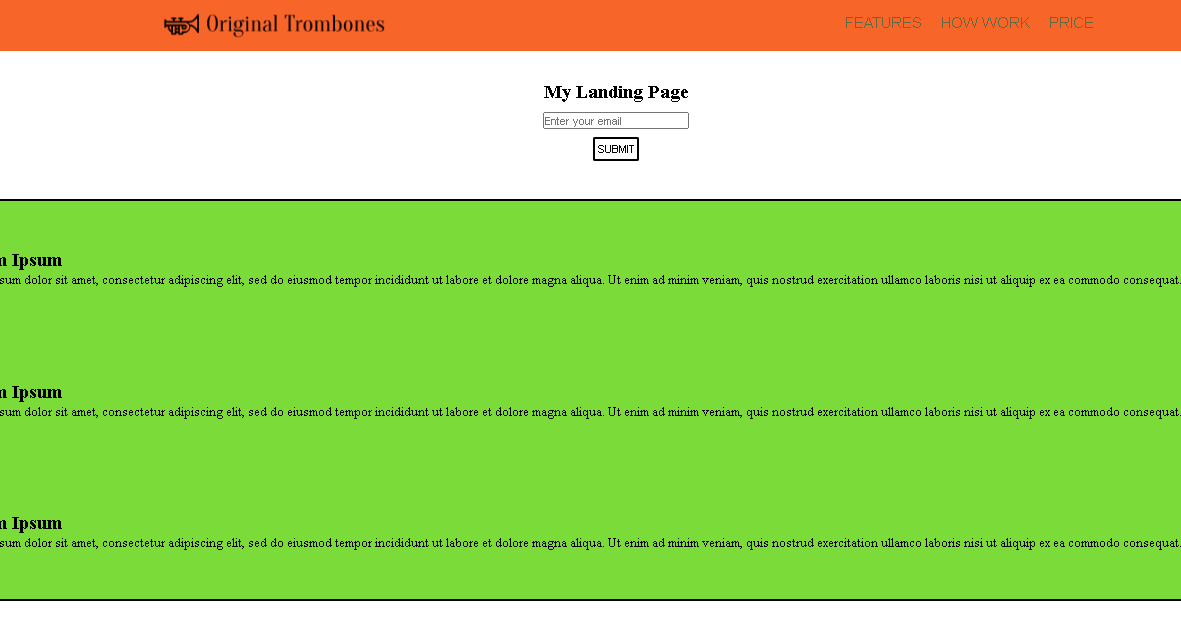 Original Trombones
FEATURES HOW WORK PRICE
My Landing Page
Enter your email
SUBMIT
m Ipsum
sum dolor sit amet, consectetur adipiscing elit, sed do eiusmod tempor incididunt ut labore et dolore magna aliqua. Ut enim ad minim veniam, quis nostrud exercitation ullamco laboris nisi ut aliquip ex ea commodo consequat.
m Ipsum
sum dolor sit amet, consectetur adipiscing elit, sed do eiusmod tempor incididunt ut labore et dolore magna aliqua. Ut enim ad minim veniam, quis nostrud exercitation ullamco laboris nisi ut aliquip ex ea commodo consequat.
m Ipsum
sum dolor sit amet, consectetur adipiscing elit, sed do eiusmod tempor incididunt ut labore et dolore magna aliqua. Ut enim ad minim veniam, quis nostrud exercitation ullamco laboris nisi ut aliquip ex ea commodo consequat.